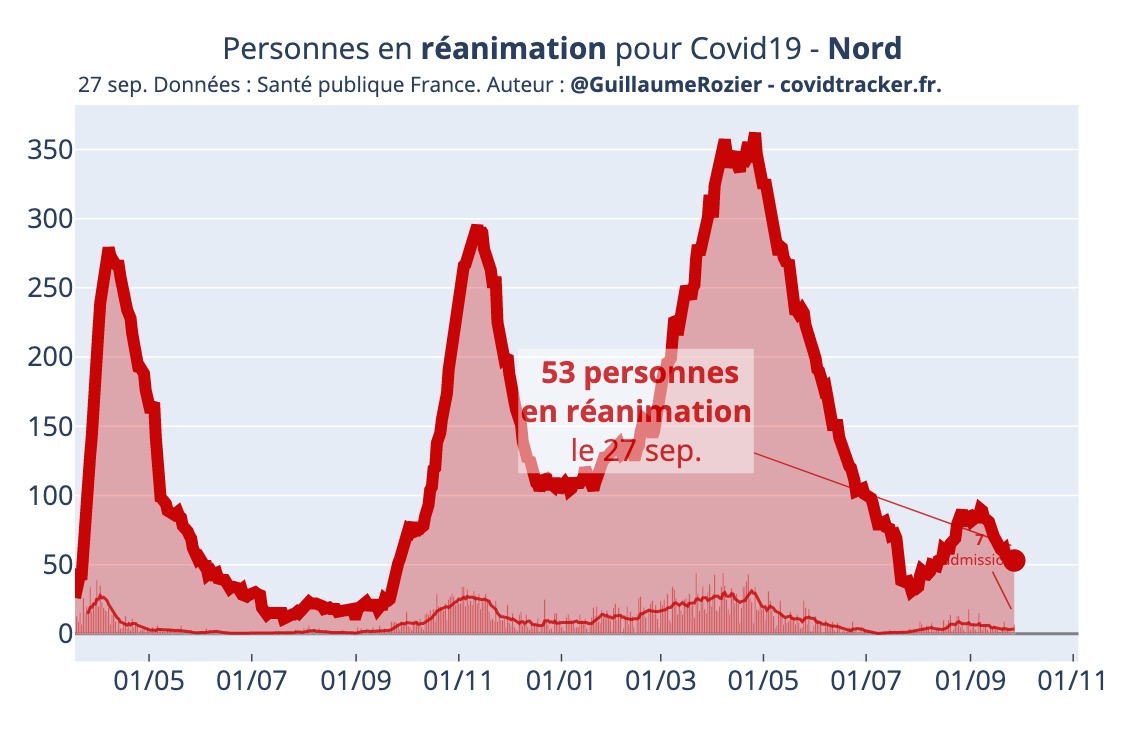 Personnes en réanimation pour Covid19 - Nord
27 sep. Données : Santé publique France. Auteur : @GuillaumeRozier - covidtracker.fr.
350
300
250
200
150
100
50
0
53 personnes
en réanimation
le 27 sep.
7
01/05 01/07 01/09 01/11 01/01 01/03 01/05 01/07 01/09 01/11